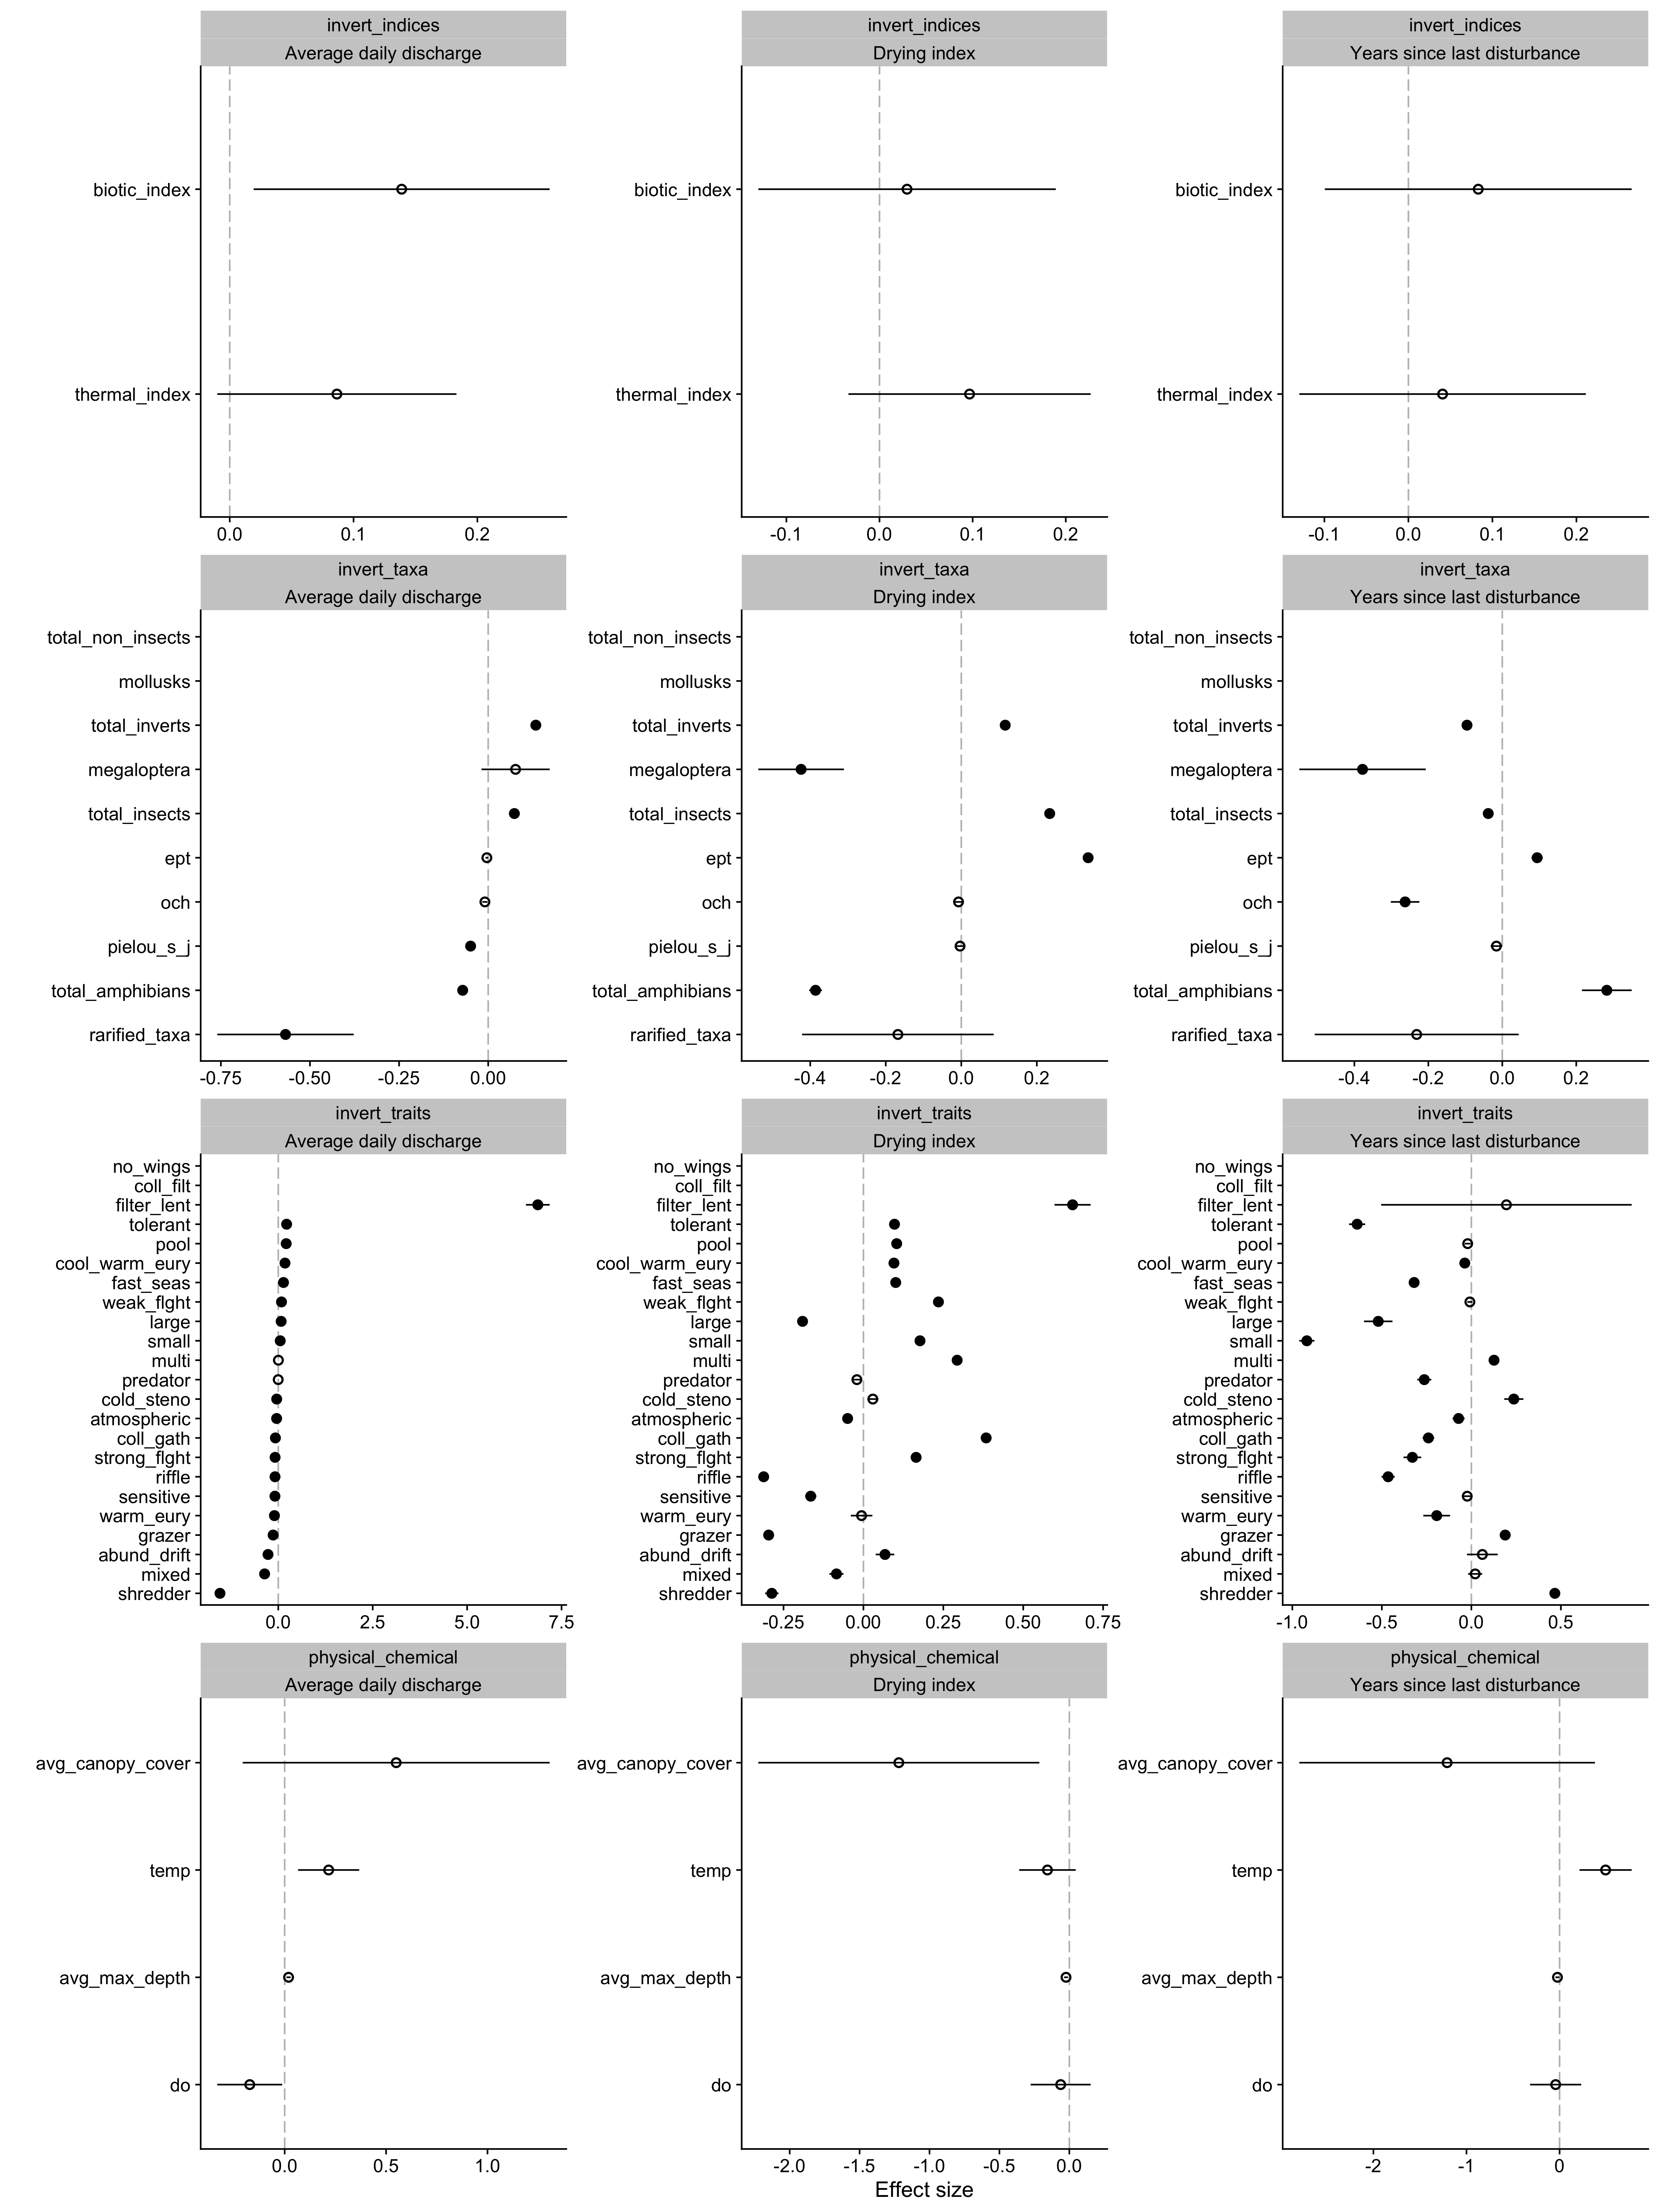 invert_indices
Average daily discharge
biotic_index
thermal_index
0.0 0.1 0.2
invert_indices
Drying index
biotic_index
thermal_index
-0.1 0.0 0.1 0.2
invert_indices
Years since last disturbance
biotic_index
thermal_index
-0.1 0.0 0.1 0.2
invert_taxa
Average daily discharge
total_non_insects
mollusks
total_inverts
megaloptera
total_insects
ept
och
pielou_s_j
total_amphibians
rarified_taxa
-0.75 -0.50 -0.25 0.00
invert_taxa
Drying index
total_non_insects
mollusks
total_inverts
megaloptera
total_insects
ept
och
pielou_s_j
total_amphibians
rarified_taxa
-0.4 -0.2 0.0 0.2
invert_taxa
Years since last disturbance
total_non_insects
mollusks
total_inverts
megaloptera
total_insects
ept
och
pielou_s_j
total_amphibians
rarified_taxa
-0.4 -0.2 0.0 0.2
invert_traits
Average daily discharge
no_wings
coll_filt
filter_lent
tolerant
pool
cool_warm_eury
fast_seas
weak_flght
large
small
multi
predator
cold_steno
atmospheric
coll_gath
strong_flght
riffle
sensitive
warm_eury
grazer
abund_drift
mixed
shredder
0.0 2.5 5.0 7.5
invert_traits
Drying index
no_wings
coll_filt
filter_lent
tolerant
pool
cool_warm_eury
fast_seas
weak_flght
large
small
multi
predator
cold_steno
atmospheric
coll_gath
strong_flght
riffle
sensitive
warm_eury
grazer
abund_drift
mixed
shredder
-0.25 0.00 0.25 0.50 0.75
invert_traits
Years since last disturbance
no_wings
coll_filt
filter_lent
tolerant
pool
cool_warm_eury
fast_seas
weak_flght
large
small
multi
predator
cold_steno
atmospheric
coll_gath
strong_flght
riffle
sensitive
warm_eury
grazer
abund_drift
mixed
shredder
-1.0 -0.5 0.0 0.5
physical_chemical
Average daily discharge
avg_canopy_cover
temp
avg_max_depth
do
0.0 0.5 1.0
physical_chemical
Drying index
avg_canopy_cover
temp
avg_max_depth
do
-2.0 -1.5 -1.0 -0.5 0.0
physical_chemical
Years since last disturbance
avg_canopy_cover
temp
avg_max_depth
do
-2 -1 0
Effect size